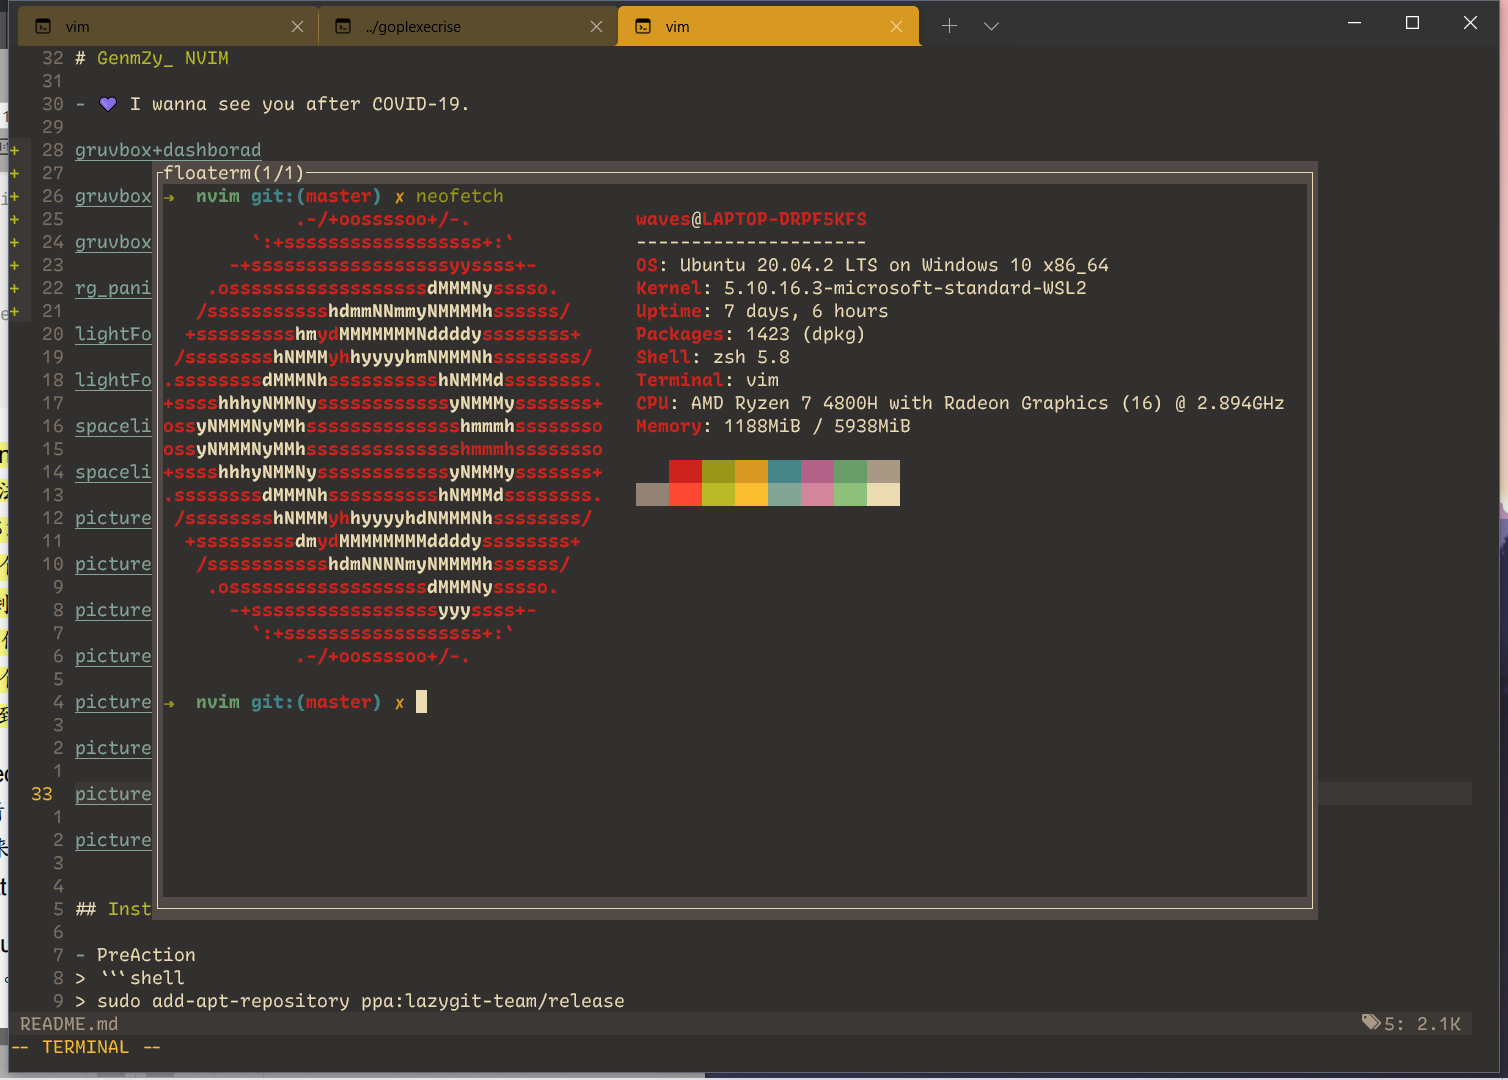 vim
../goplexecrise
vim
32 # GenmZy_ NVIM
31
30 - 💜 I wanna see you after COVID-19.
29
+ 28 gruvbox+dashborad
+ 27
+ 26 gruvbox
+ 25
+ 24 gruvbox
+ 23
+ 22 rg_pani
+ 21
20 lightFo
19
18 lightFo
17
16 spaceli
15
14 spaceli
13
12 picture
11
10 picture
9
8 picture
7
6 picture
5
4 picture
3
2 picture
1
33 picture
1
2 picture
3
4
5 ## Inst
6
7 - PreAction
8 > ```shell
9 > sudo add-apt-repository ppa:lazygit-team/release
floaterm(1/1)
→ nvim git:(master) ✗ neofetch
.-/+oossssoo+/-.
`:+ssssssssssssssssss+:`
-+ssssssssssssssssssyyssss+-
.ossssssssssssssssssdMMMNysssso.
/ssssssssssshdmmNNmmyNMMMMhssssss/
+ssssssssshmydMMMMMMMNddddyssssssss+
/sssssssshNMMMyhhyyyyhmNMMMNhssssssss/
.ssssssssdMMMNhsssssssssshNMMMdssssssss.
+sssshhhyNMMNyssssssssssssyNMMMysssssss+
ossyNMMMNyMMhsssssssssssssshmmmhssssssso
ossyNMMMNyMMhsssssssssssssshmmmhssssssso
+sssshhhyNMMNyssssssssssssyNMMMysssssss+
.ssssssssdMMMNhsssssssssshNMMMdssssssss.
/sssssssshNMMMyhhyyyyhdNMMMNhssssssss/
+sssssssssdmydMMMMMMMMddddyssssssss+
/ssssssssssshdmNNNNmyNMMMMhssssss/
.ossssssssssssssssssdMMMNysssso.
-+sssssssssssssssssyyyssss+-
`:+ssssssssssssssssss+:`
.-/+oossssoo+/-.
waves@LAPTOP-DRPF5KFS
---------------------
OS: Ubuntu 20.04.2 LTS on Windows 10 x86_64
Kernel: 5.10.16.3-microsoft-standard-WSL2
Uptime: 7 days, 6 hours
Packages: 1423 (dpkg)
Shell: zsh 5.8
Terminal: vim
CPU: AMD Ryzen 7 4800H with Radeon Graphics (16) @ 2.894GHz
Memory: 1188MiB / 5938MiB
→ nvim git:(master) ✗
README.md 5: 2.1K
-- TERMINAL --